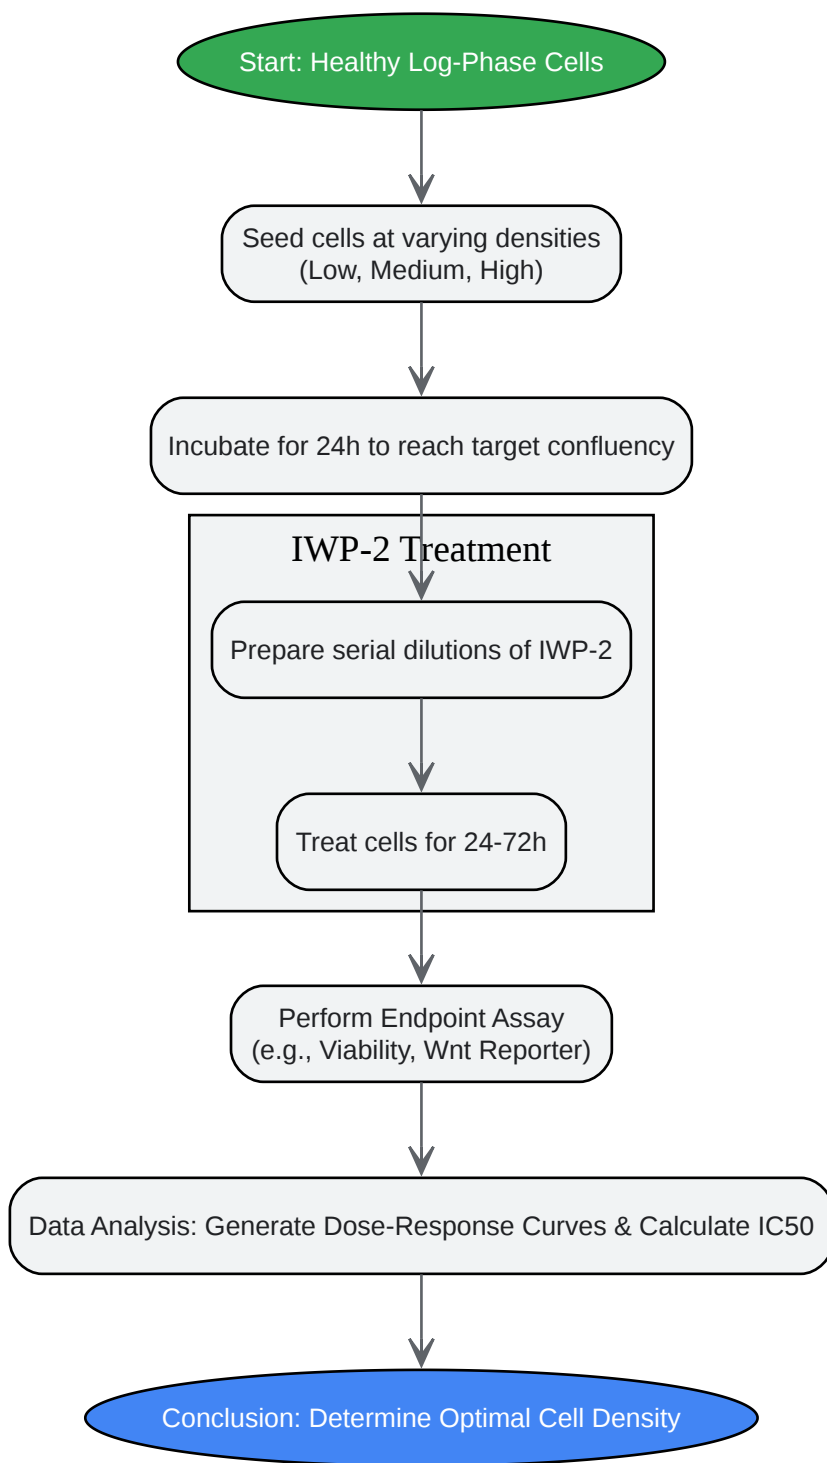 Start: Healthy Log-Phase Cells
Seed cells at varying densities
(Low, Medium, High)
Incubate for 24h to reach target confluency
IWP-2 Treatment
Prepare serial dilutions of IWP-2
Treat cells for 24-72h
Perform Endpoint Assay
(e.g., Viability, Wnt Reporter)
Data Analysis: Generate Dose-Response Curves & Calculate IC50
Conclusion: Determine Optimal Cell Density